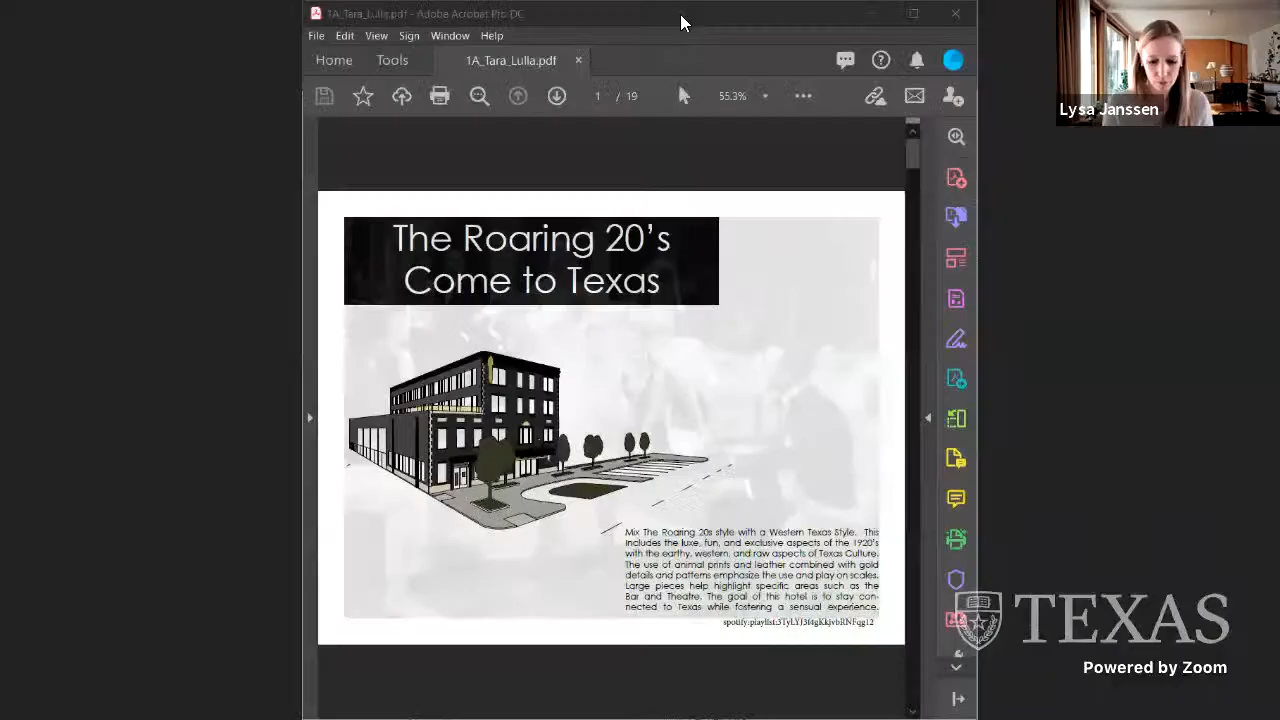 1A_Tara_Lulla.pdf - Adobe Acrobat Pro DC
File Edit View Sign Window Help
Home Tools 1A_Tara_Lulla.pdf ×
1 / 19 55.3%
Lysa Janssen
The Roaring 20's
Come to Texas
Mix The Roaring 20s style with a Western Texas Style. This
includes the luxe, fun, and exclusive aspects of the 1920's
with the earthy, western, and raw aspects of Texas Culture.
The use of animal prints and leather combined with gold
details and patterns emphasize the use and play on scales.
Large pieces help highlight specific areas such as the
Bar and Theatre. The goal of this hotel is to stay con-
nected to Texas while fostering a sensual experience.
TEXAS
Powered by Zoom